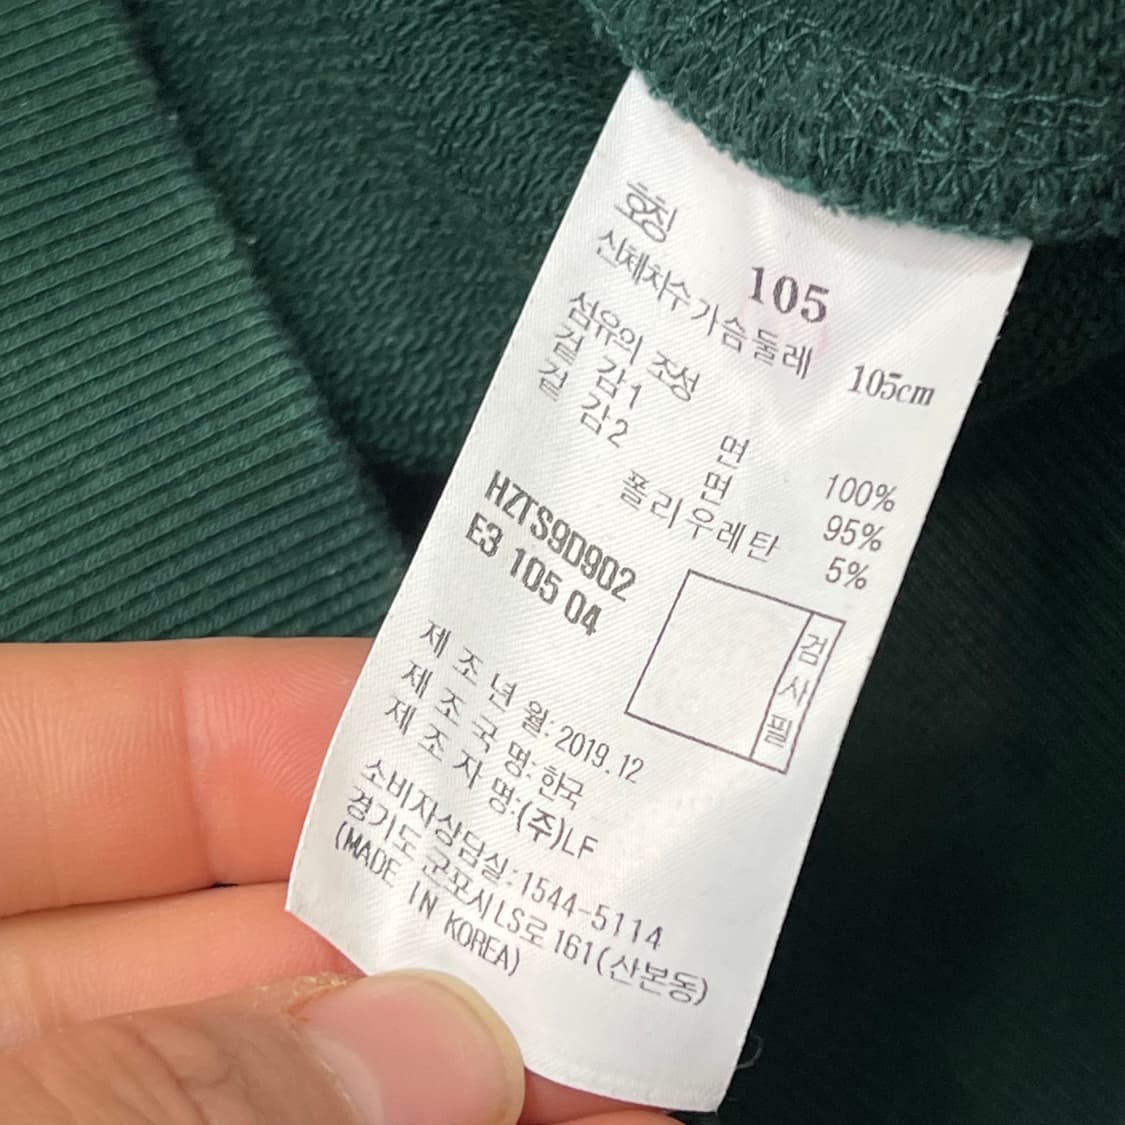 호칭 105
신체치수 가슴둘레 105cm
섬유의 조성
겉감1 면 100%
겉감2 면 95%
폴리우레탄 5%
HZTS9D902
E3 105 04
검사필
제조년월: 2019.12
제조국명: 한국
제조자명: (주)LF
소비자상담실: 1544-5114
경기도 군포시 LS로 161(산본동)
(MADE IN KOREA)